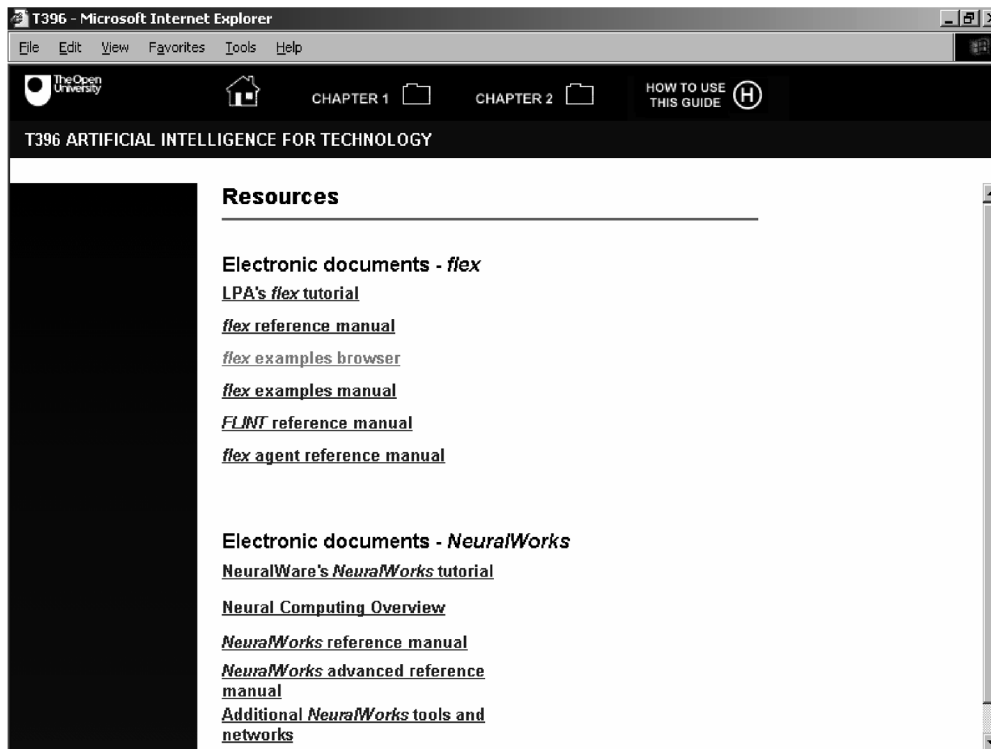 T396 - Microsoft Internet Explorer
File Edit View Favorites Tools Help
The Open
University
CHAPTER 1
CHAPTER 2
HOW TO USE
THIS GUIDE
H
T396 ARTIFICIAL INTELLIGENCE FOR TECHNOLOGY
Resources
Electronic documents - flex
LPA's flex tutorial
flex reference manual
flex examples browser
flex examples manual
FLINT reference manual
flex agent reference manual
Electronic documents - NeuralWorks
NeuralWare's NeuralWorks tutorial
Neural Computing Overview
NeuralWorks reference manual
NeuralWorks advanced reference
manual
Additional NeuralWorks tools and
networks